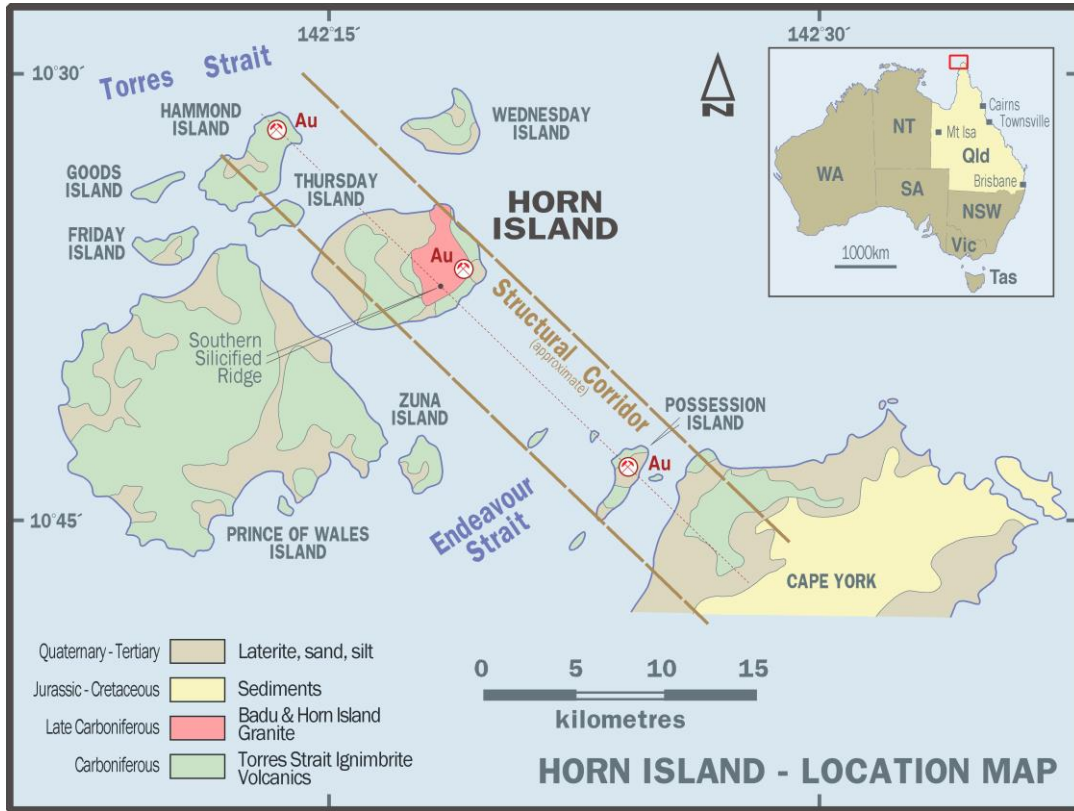 142°15´
142°30´
10°30´
10°45´
Torres Strait
HAMMOND
ISLAND
Au
WEDNESDAY
ISLAND
GOODS
ISLAND
THURSDAY
ISLAND
HORN
ISLAND
FRIDAY
ISLAND
Au
Structural Corridor
(approximate)
Southern
Silicified
Ridge
ZUNA
ISLAND
POSSESSION
ISLAND
Au
Endeavour
Strait
PRINCE OF WALES
ISLAND
CAPE YORK
N
NT
Cairns
Townsville
Mt Isa
Qld
WA
SA
Brisbane
NSW
Vic
1000km
Tas
Quaternary - Tertiary
Laterite, sand, silt
Jurassic - Cretaceous
Sediments
Late Carboniferous
Badu & Horn Island
Granite
Carboniferous
Torres Strait Ignimbrite
Volcanics
0 5 10 15
kilometres
HORN ISLAND - LOCATION MAP